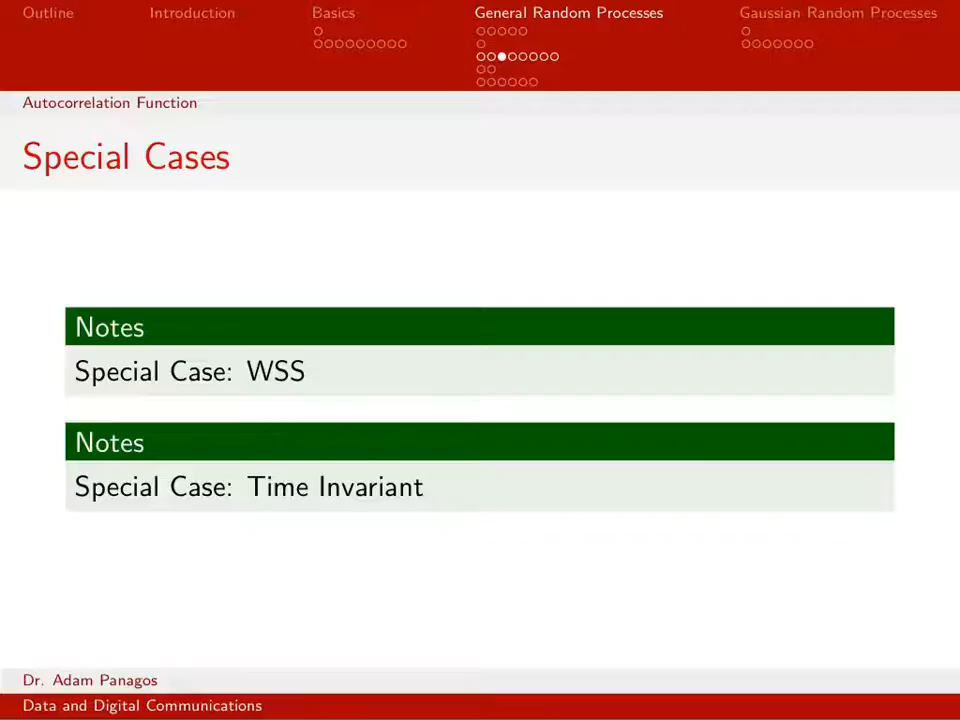 Outline Introduction Basics General Random Processes Gaussian Random Processes
Autocorrelation Function
Special Cases
Notes
Special Case: WSS
Notes
Special Case: Time Invariant
Dr. Adam Panagos
Data and Digital Communications